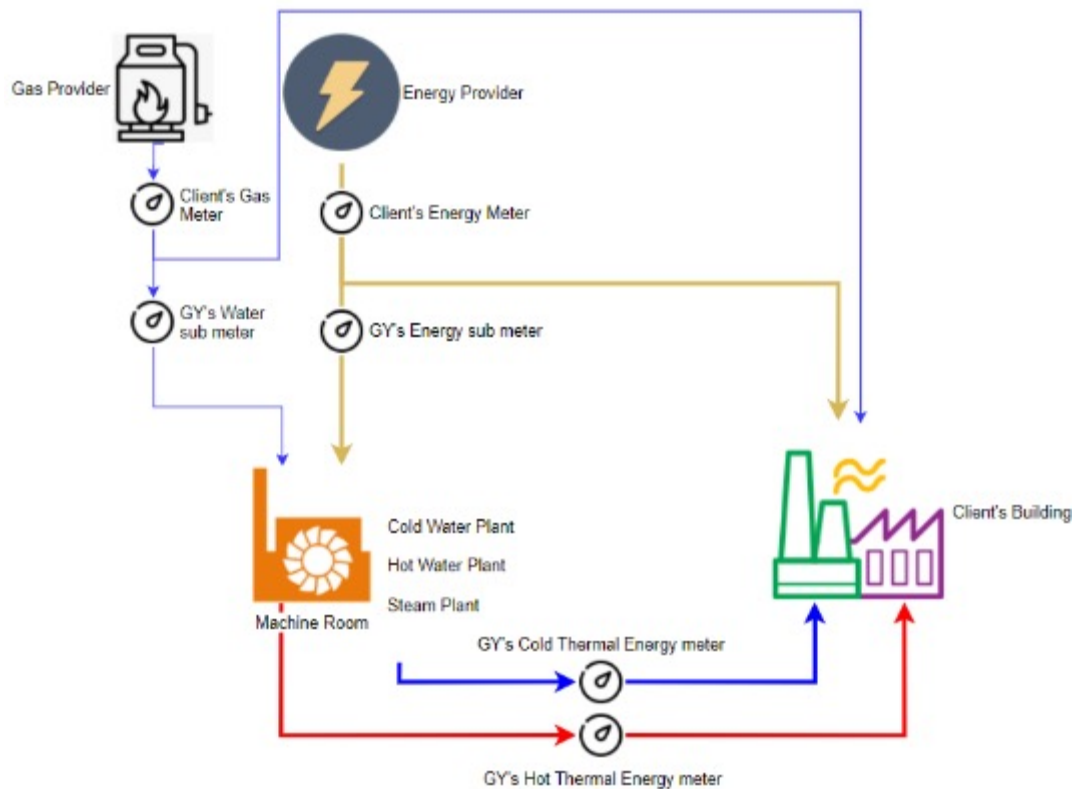 Gas Provider
Energy Provider
Client's Gas
Meter
Client's Energy Meter
GY's Water
sub meter
GY's Energy sub meter
Cold Water Plant
Hot Water Plant
Steam Plant
Machine Room
Client's Building
GY's Cold Thermal Energy meter
GY's Hot Thermal Energy meter